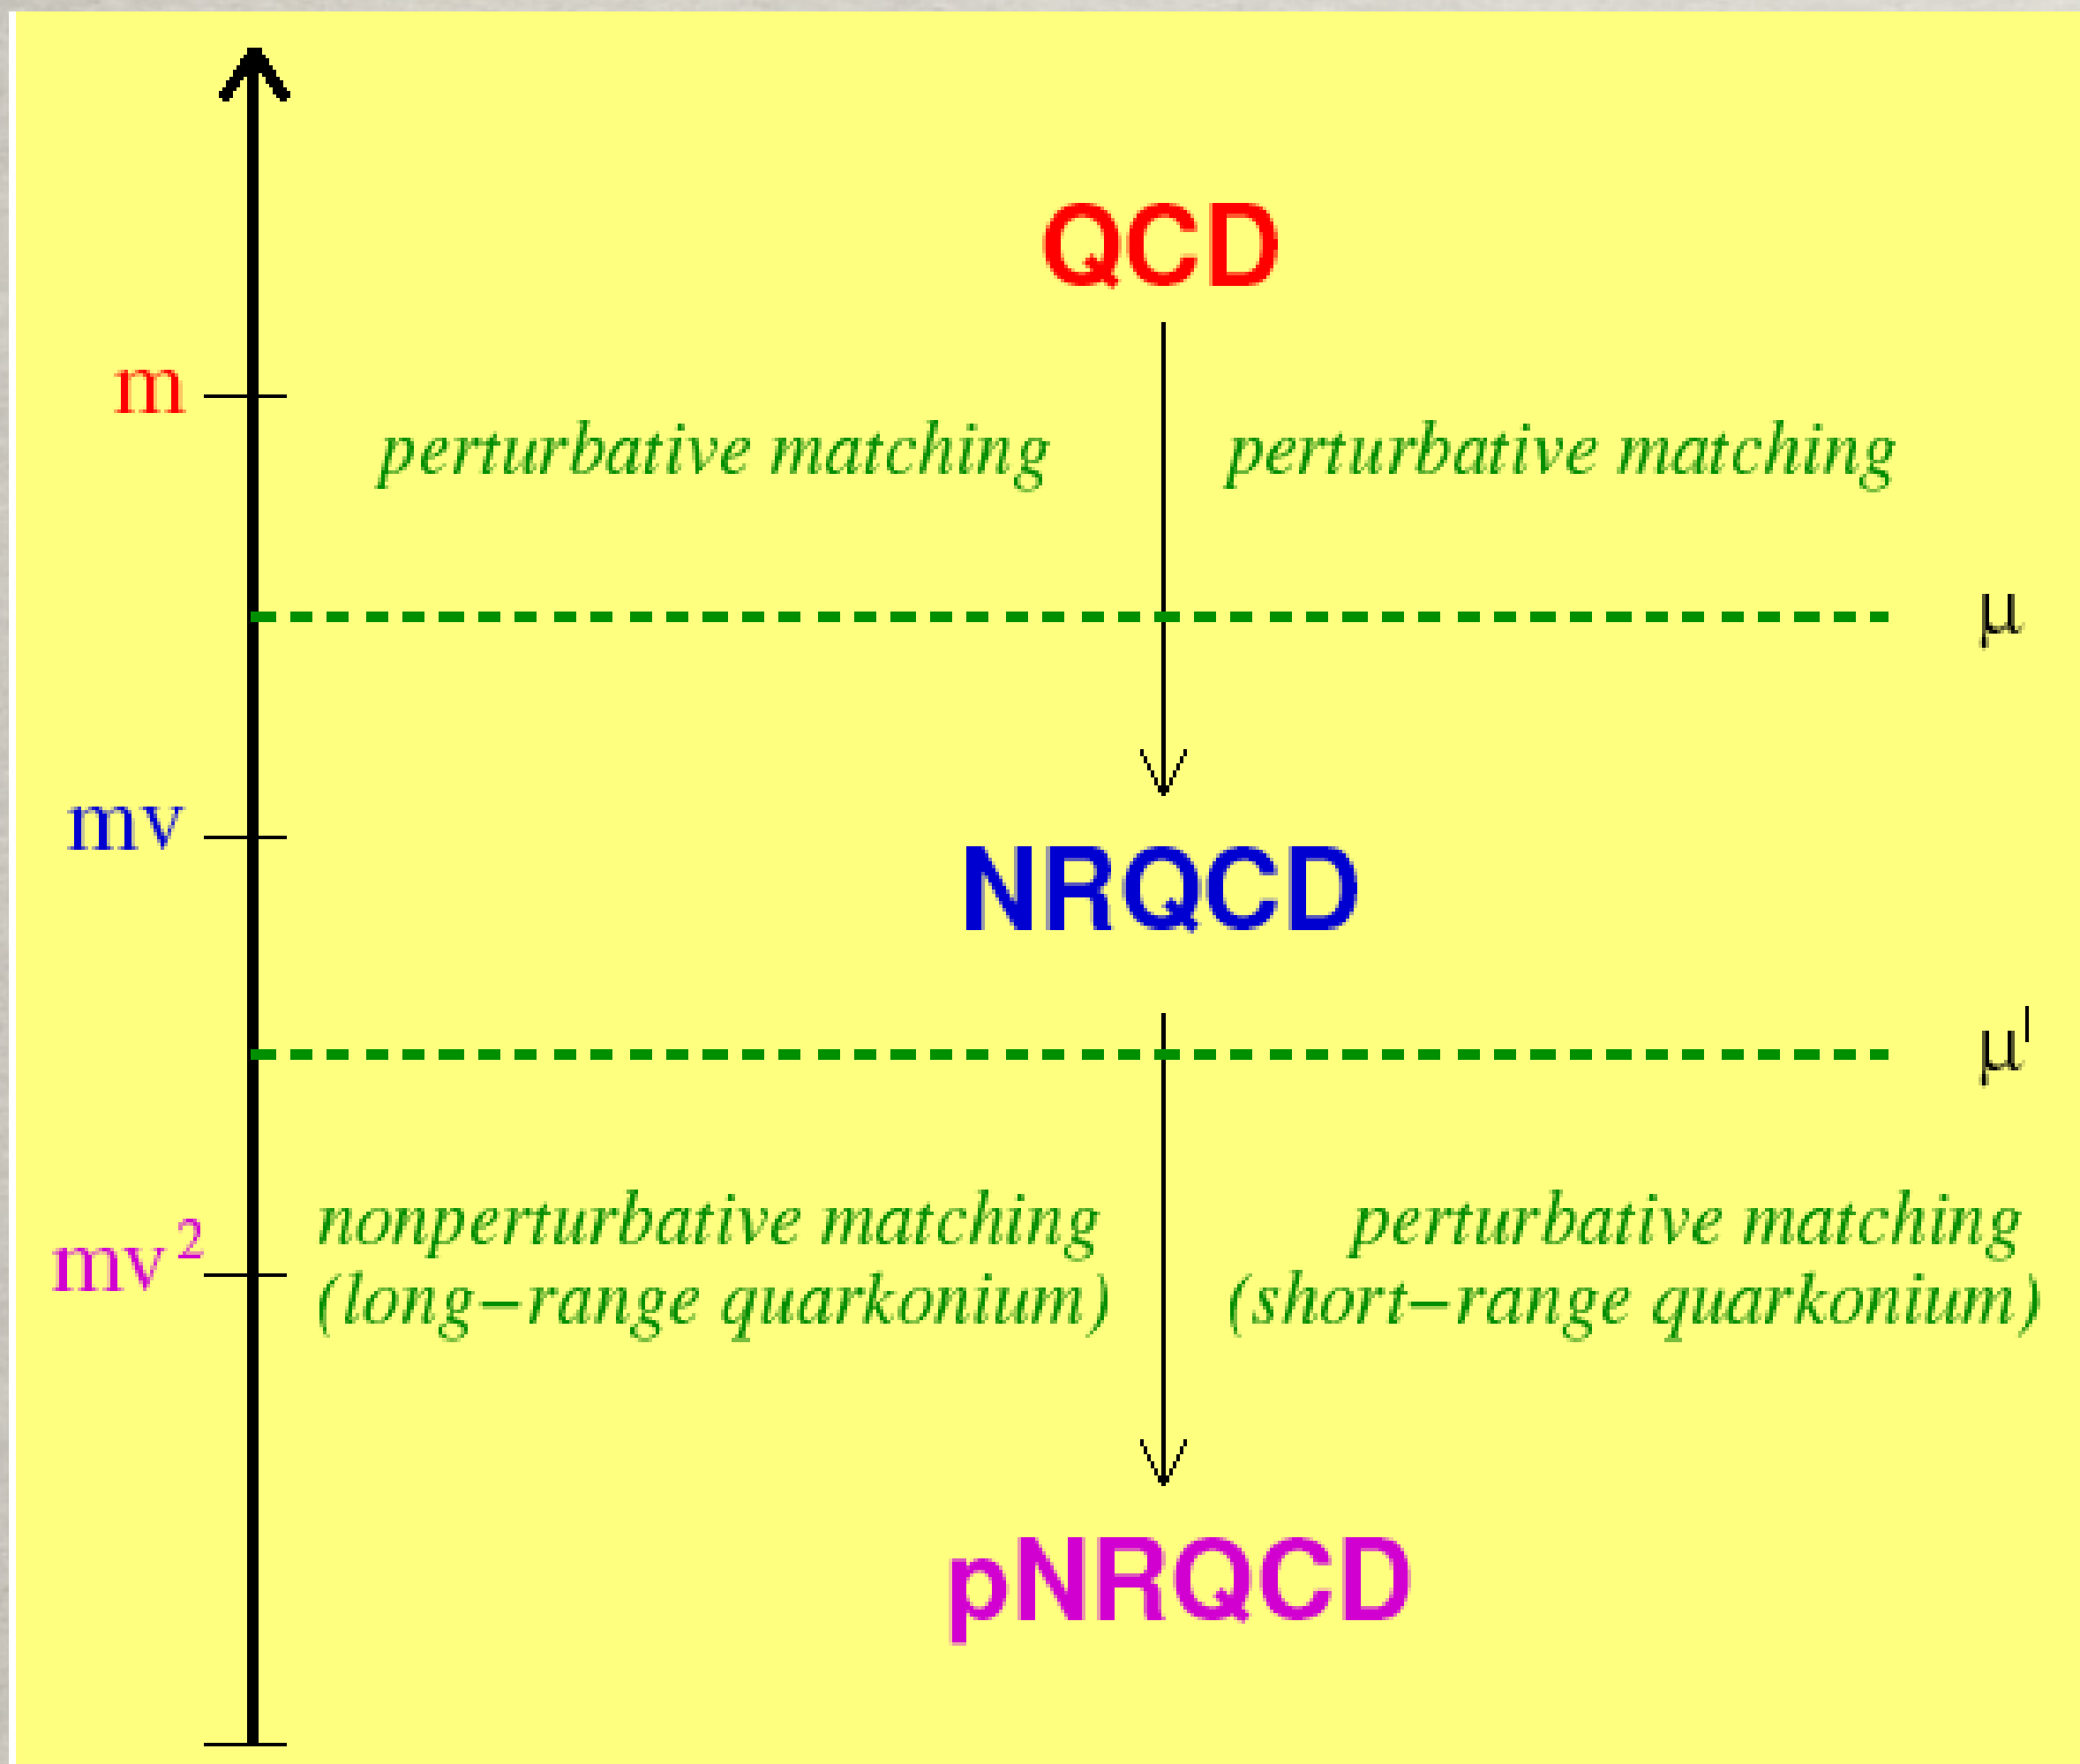 QCD
m
perturbative matching perturbative matching
μ
mv
NRQCD
μ'
mv²
nonperturbative matching perturbative matching
(long−range quarkonium) (short−range quarkonium)
pNRQCD